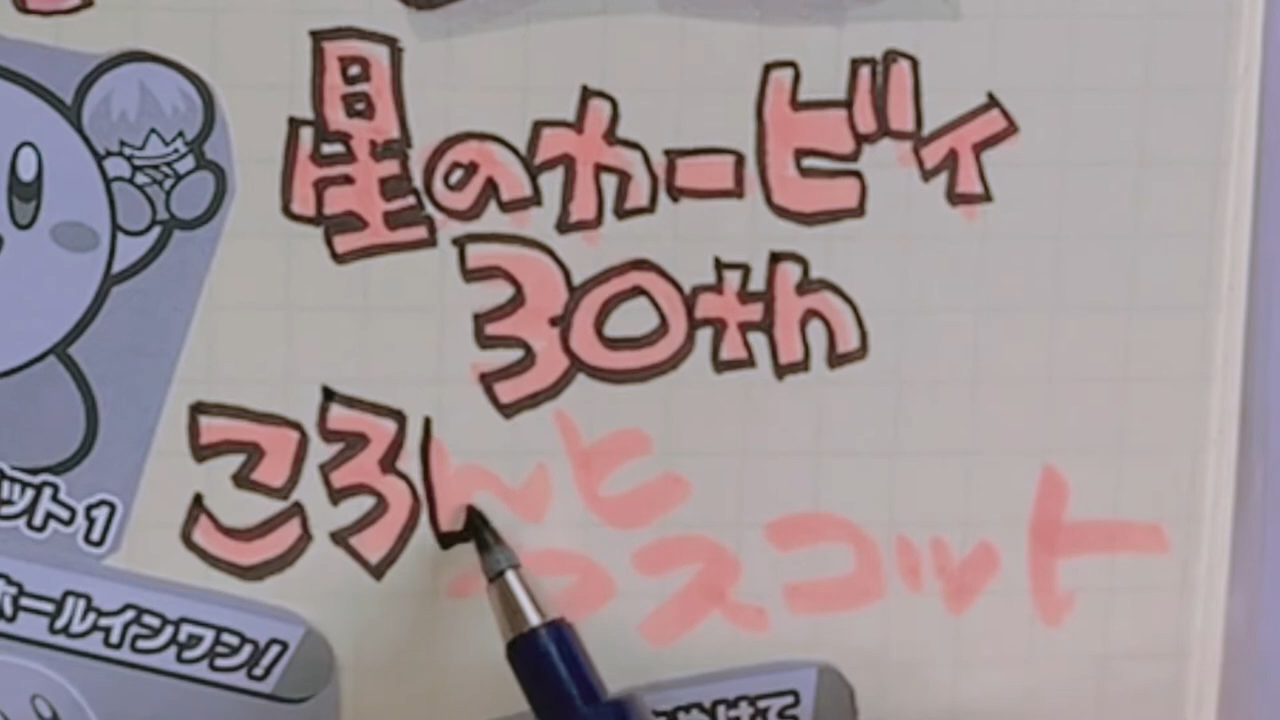 星のカービィ
30th
ころんと
マスコット
ット1
ホールインワン!